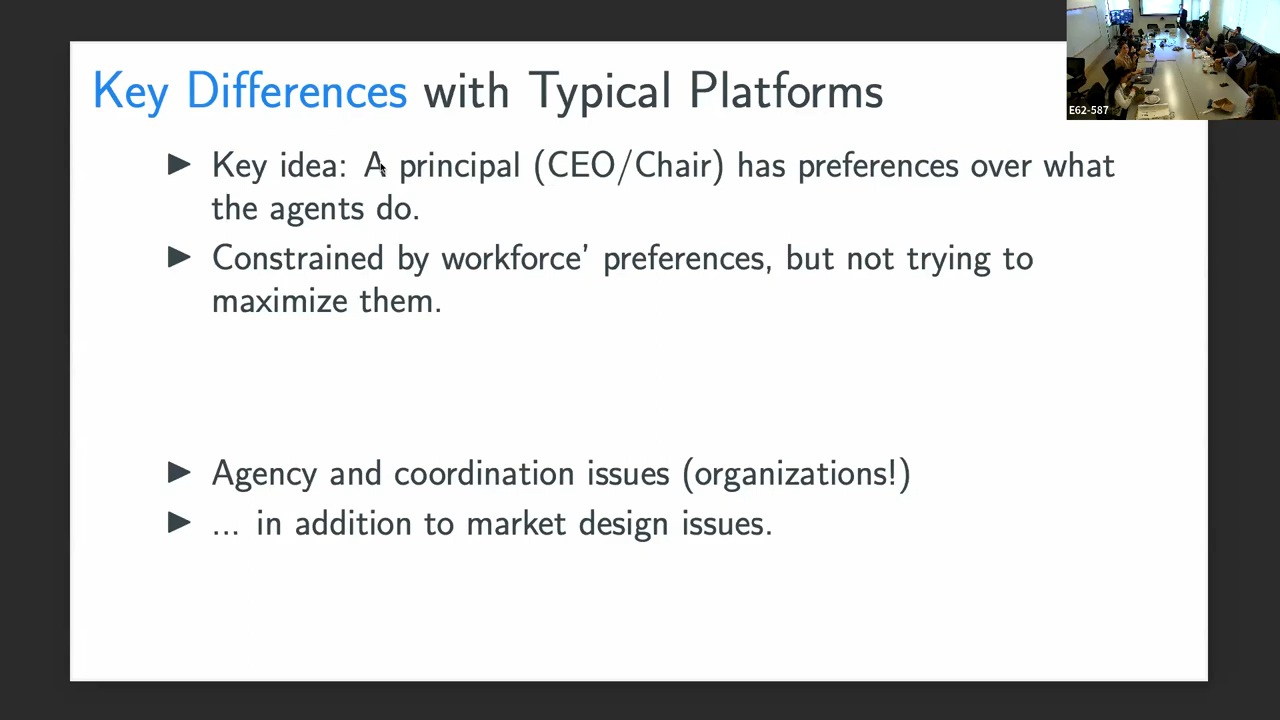 Key Differences with Typical Platforms
▶ Key idea: A principal (CEO/Chair) has preferences over what
the agents do.
▶ Constrained by workforce' preferences, but not trying to
maximize them.
▶ Agency and coordination issues (organizations!)
▶ ... in addition to market design issues.
E62-587